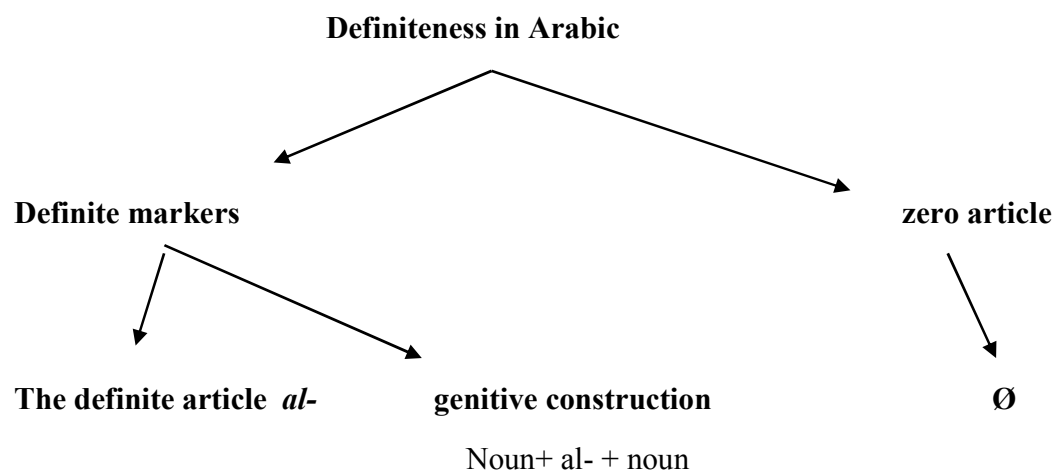 Definiteness in Arabic
Definite markers
zero article
The definite article al-
genitive construction
Ø
Noun+ al- + noun